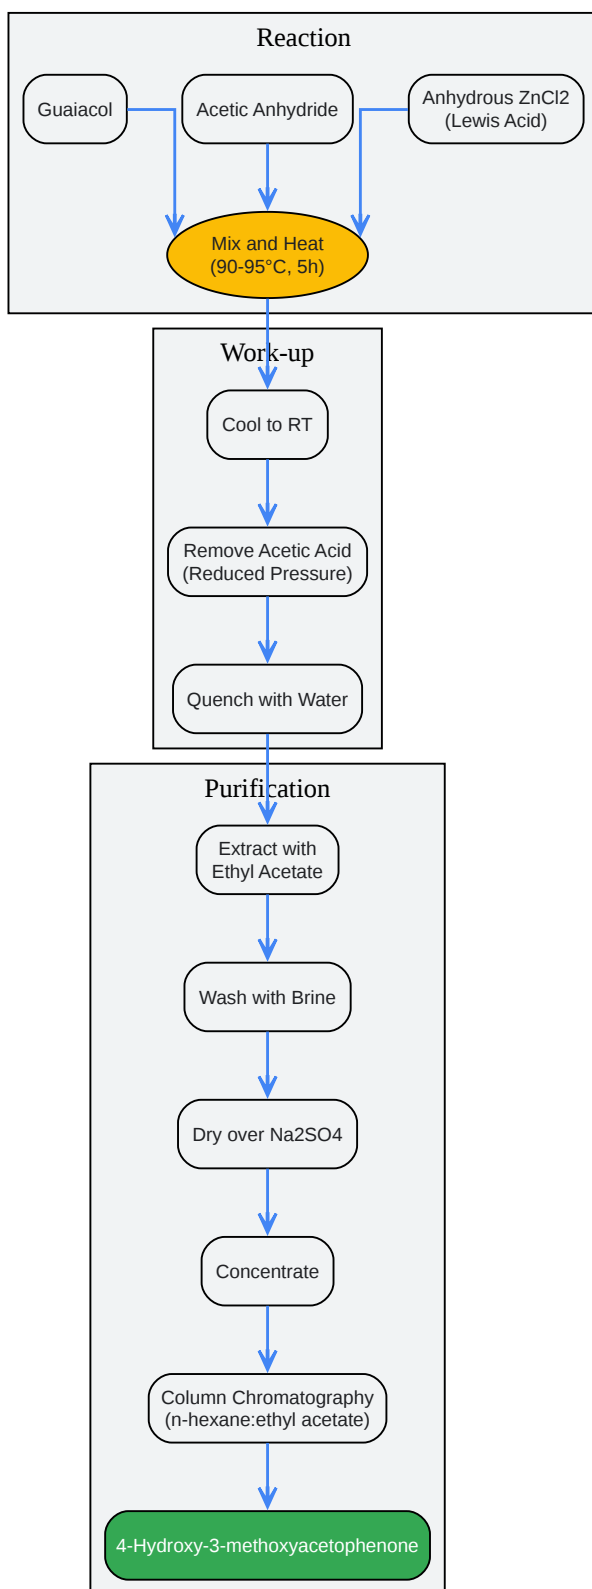 Reaction
Guaiacol
Acetic Anhydride
Anhydrous ZnCl2
(Lewis Acid)
Mix and Heat
(90-95°C, 5h)
Work-up
Cool to RT
Remove Acetic Acid
(Reduced Pressure)
Quench with Water
Purification
Extract with
Ethyl Acetate
Wash with Brine
Dry over Na2SO4
Concentrate
Column Chromatography
(n-hexane:ethyl acetate)
4-Hydroxy-3-methoxyacetophenone